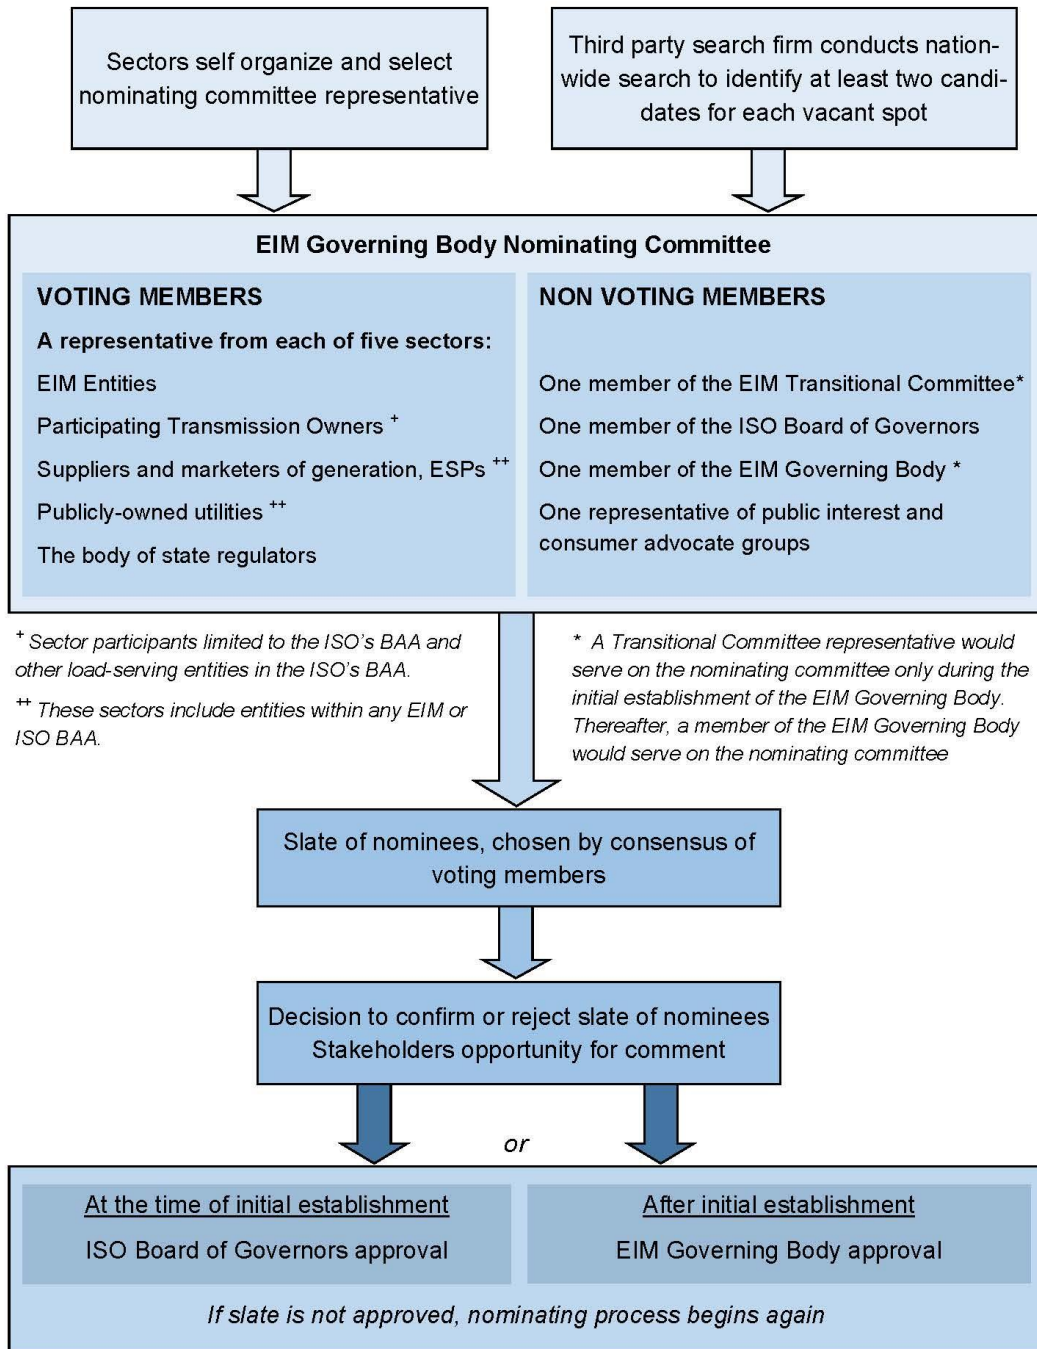 Sectors self organize and select
nominating committee representative
Third party search firm conducts nation-
wide search to identify at least two candi-
dates for each vacant spot
EIM Governing Body Nominating Committee
VOTING MEMBERS
A representative from each of five sectors:
EIM Entities
Participating Transmission Owners +
Suppliers and marketers of generation, ESPs ++
Publicly-owned utilities ++
The body of state regulators
NON VOTING MEMBERS
One member of the EIM Transitional Committee*
One member of the ISO Board of Governors
One member of the EIM Governing Body *
One representative of public interest and
consumer advocate groups
+ Sector participants limited to the ISO's BAA and
other load-serving entities in the ISO's BAA.
++ These sectors include entities within any EIM or
ISO BAA.
* A Transitional Committee representative would
serve on the nominating committee only during the
initial establishment of the EIM Governing Body.
Thereafter, a member of the EIM Governing Body
would serve on the nominating committee
Slate of nominees, chosen by consensus of
voting members
Decision to confirm or reject slate of nominees
Stakeholders opportunity for comment
or
At the time of initial establishment
ISO Board of Governors approval
After initial establishment
EIM Governing Body approval
If slate is not approved, nominating process begins again